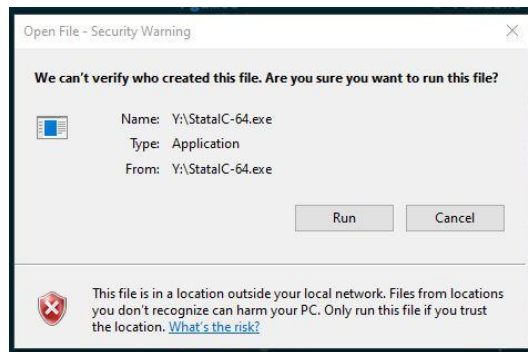 Open File - Security Warning
We can't verify who created this file. Are you sure you want to run this file?
Name: Y:\StataIC-64.exe
Type: Application
From: Y:\StataIC-64.exe
Run Cancel
This file is in a location outside your local network. Files from locations
you don't recognize can harm your PC. Only run this file if you trust
the location. What's the risk?